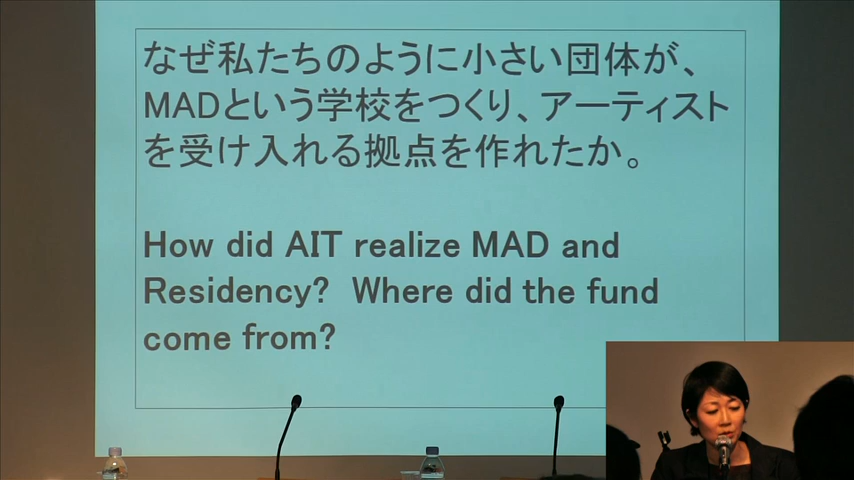 なぜ私たちのように小さい団体が、
MADという学校をつくり、アーティスト
を受け入れる拠点を作れたか。
How did AIT realize MAD and
Residency? Where did the fund
come from?